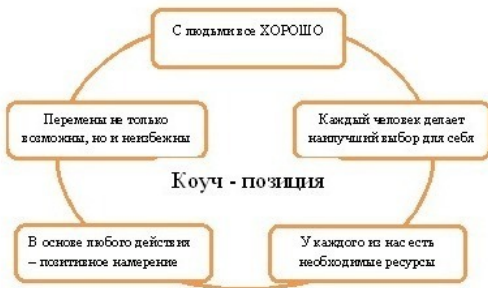 С людьми все ХОРОШО
Перемены не только
возможны, но и неизбежны
Каждый человек делает
наилучший выбор для себя
Коуч - позиция
В основе любого действия
– позитивное намерение
У каждого из нас есть
необходимые ресурсы